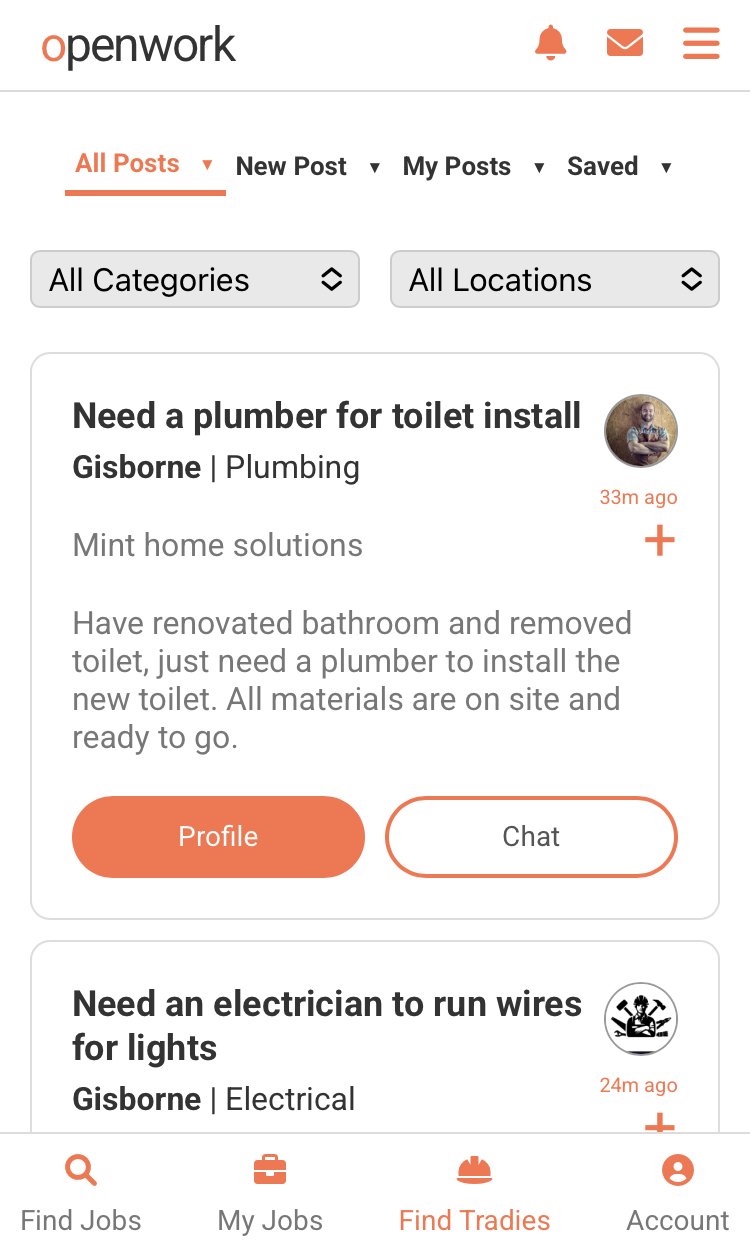 openwork
All Posts ▼ New Post ▼ My Posts ▼ Saved ▼
All Categories All Locations
Need a plumber for toilet install
Gisborne | Plumbing
33m ago
Mint home solutions
Have renovated bathroom and removed
toilet, just need a plumber to install the
new toilet. All materials are on site and
ready to go.
Profile Chat
Need an electrician to run wires
for lights
24m ago
Gisborne | Electrical
Find Jobs My Jobs Find Tradies Account